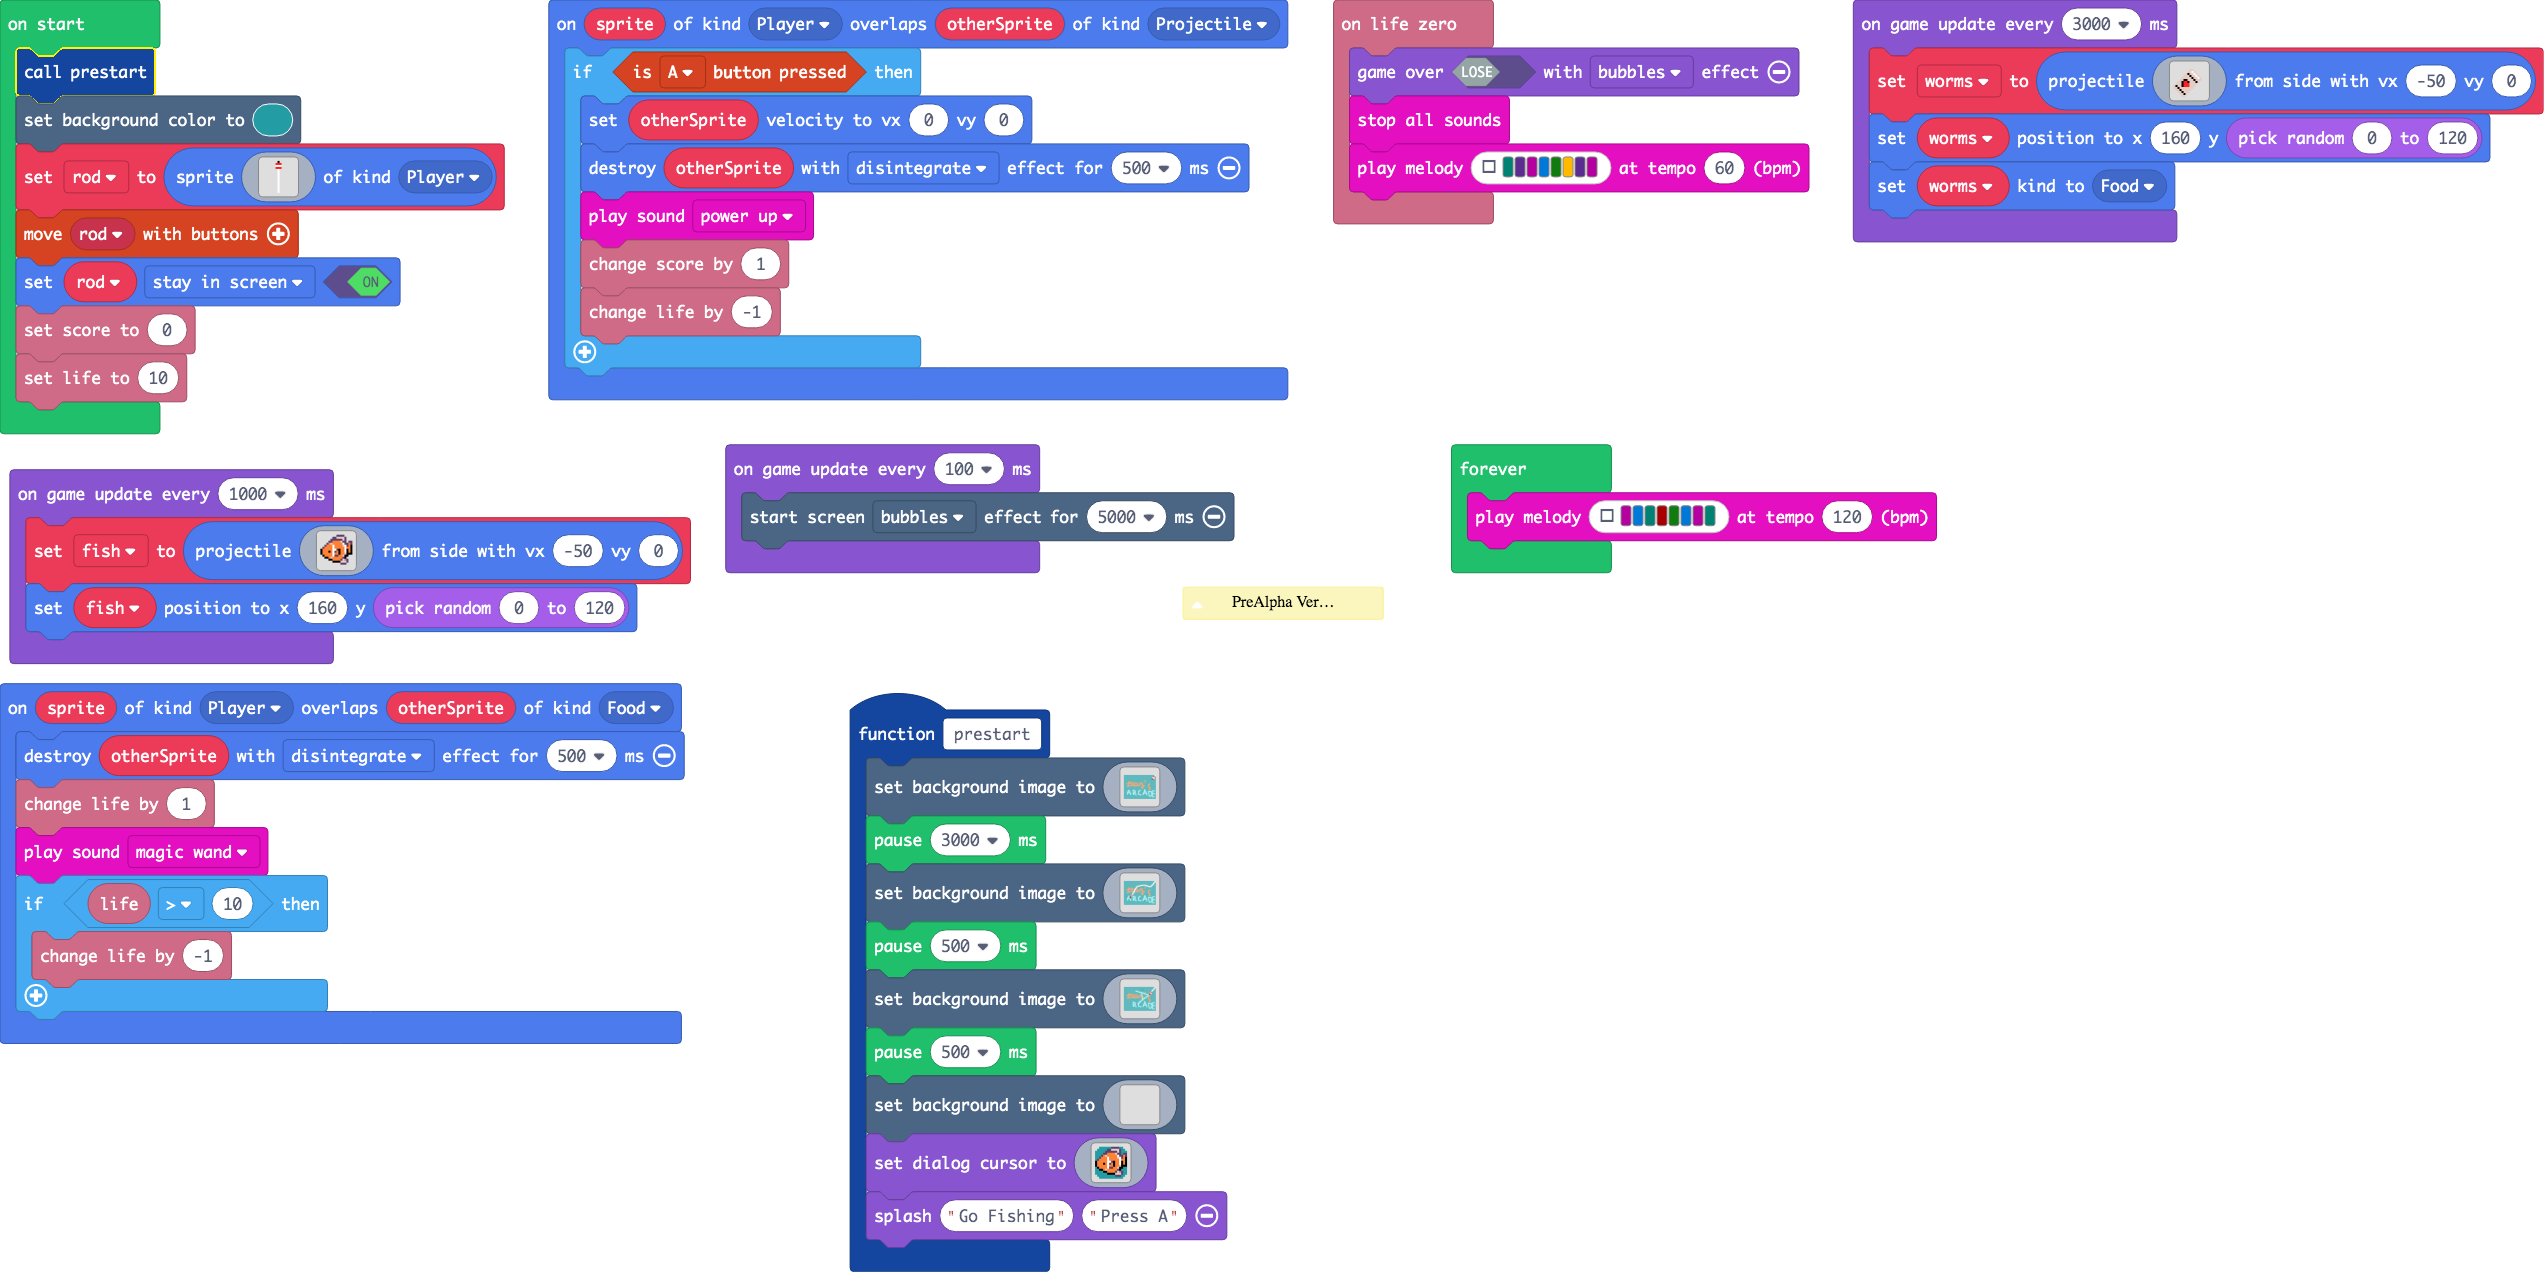 on start
call prestart
set background color to
set rod to sprite of kind Player
move rod with buttons
set rod stay in screen ON
set score to 0
set life to 10
on sprite of kind Player overlaps otherSprite of kind Projectile
if is A button pressed then
set otherSprite velocity to vx 0 vy 0
destroy otherSprite with disintegrate effect for 500 ms
play sound power up
change score by 1
change life by -1
on life zero
game over LOSE with bubbles effect
stop all sounds
play melody at tempo 60 (bpm)
on game update every 3000 ms
set worms to projectile from side with vx -50 vy 0
set worms position to x 160 y pick random 0 to 120
set worms kind to Food
on game update every 1000 ms
set fish to projectile from side with vx -50 vy 0
set fish position to x 160 y pick random 0 to 120
on game update every 100 ms
start screen bubbles effect for 5000 ms
forever
play melody at tempo 120 (bpm)
PreAlpha Ver...
on sprite of kind Player overlaps otherSprite of kind Food
destroy otherSprite with disintegrate effect for 500 ms
change life by 1
play sound magic wand
if life > 10 then
change life by -1
function prestart
set background image to
pause 3000 ms
set background image to
pause 500 ms
set background image to
pause 500 ms
set background image to
set dialog cursor to
splash "Go Fishing" "Press A"